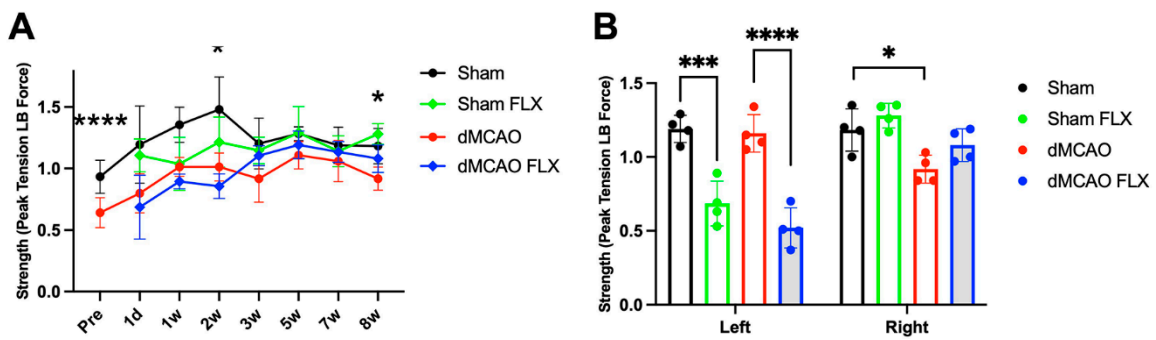 A
Strength (Peak Tension LB Force)
1.5
1.0
0.5
0.0
****
*
*
Pre
1d
1w
2w
3w
5w
7w
8w
Sham
Sham FLX
dMCAO
dMCAO FLX
B
Strength (Peak Tension LB Force)
1.5
1.0
0.5
0.0
***
****
*
Left
Right
Sham
Sham FLX
dMCAO
dMCAO FLX